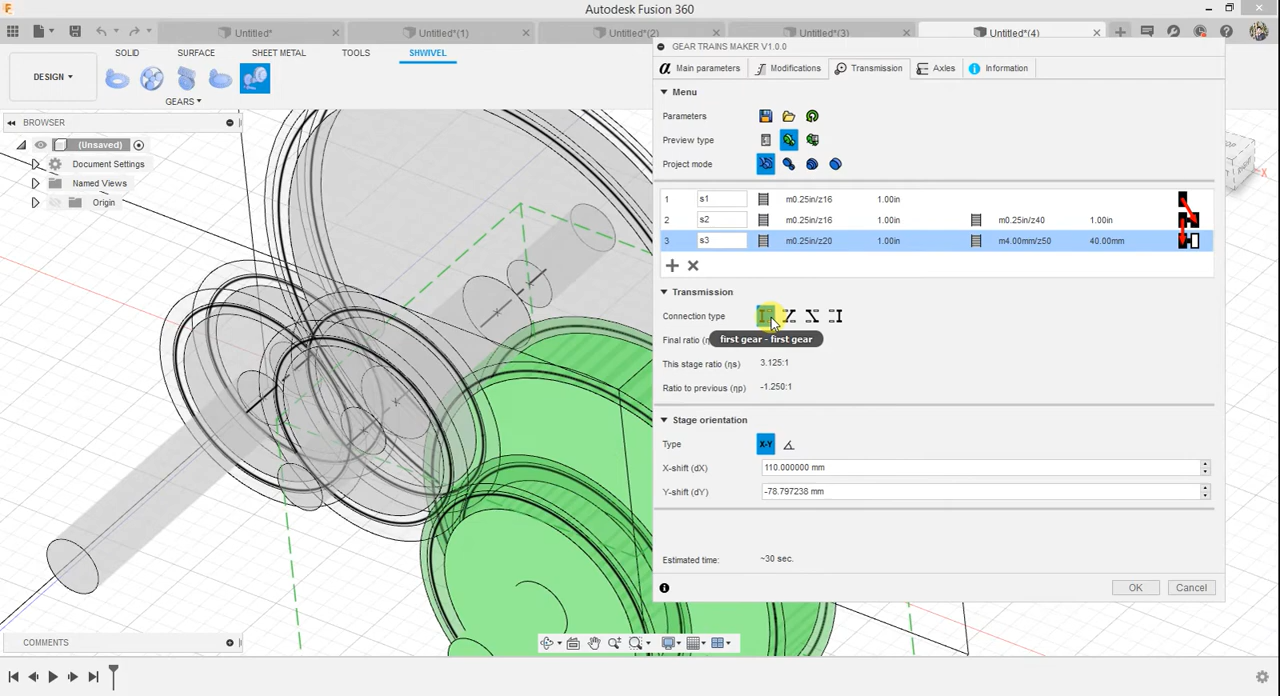 Autodesk Fusion 360
Untitled*
Untitled*(1)
Untitled*(2)
Untitled*(3)
Untitled*(4)
SOLID
SURFACE
SHEET METAL
TOOLS
SHWIVEL
DESIGN
GEARS
BROWSER
(Unsaved)
Document Settings
Named Views
Origin
GEAR TRAINS MAKER V1.0.0
Main parameters
Modifications
Transmission
Axles
Information
Menu
Parameters
Preview type
Project mode
1 s1 m0.25in/z16 1.00in
2 s2 m0.25in/z16 1.00in m0.25in/z40 1.00in
3 s3 m0.25in/z20 1.00in m4.00mm/z50 40.00mm
Transmission
Connection type
first gear - first gear
Final ratio
This stage ratio (ηs) 3.125:1
Ratio to previous (ηp) -1.250:1
Stage orientation
Type X-Y
X-shift (dX) 110.000000 mm
Y-shift (dY) -78.797238 mm
Estimated time: ~30 sec.
OK
Cancel
X
COMMENTS